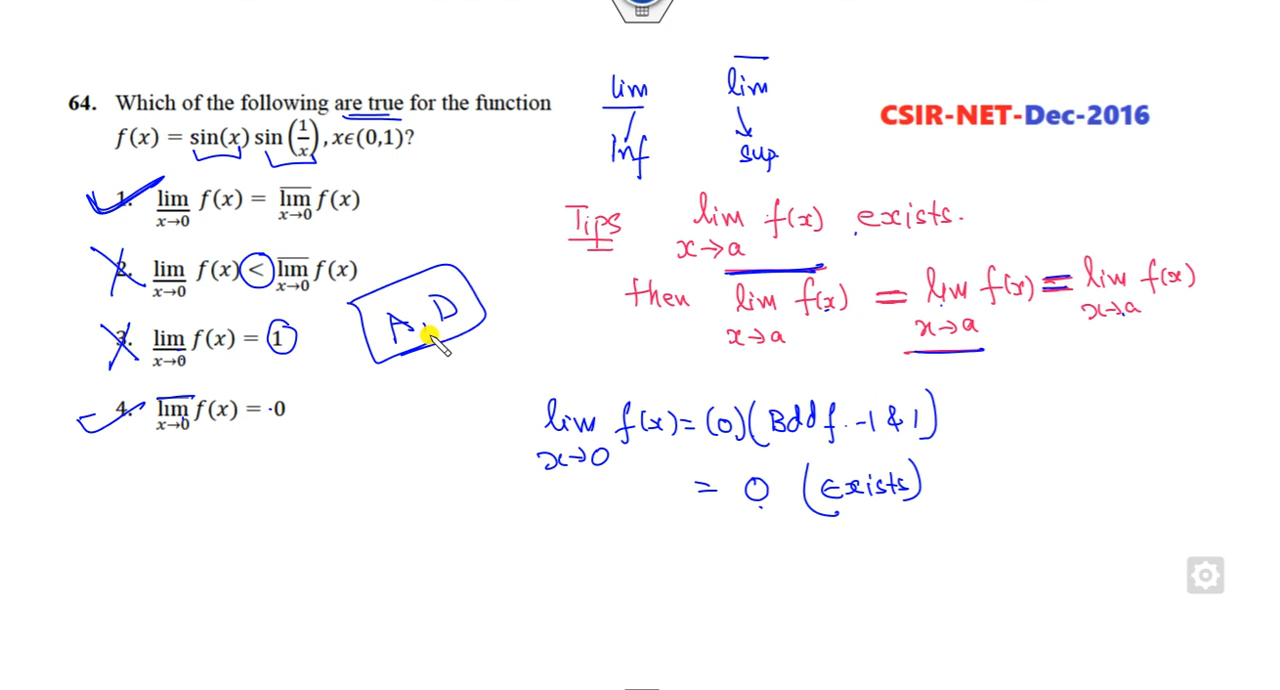 64. Which of the following are true for the function
f(x) = sin(x) sin (1/x), xϵ(0,1)?
1. lim f(x) = lim f(x)
x→0 x→0
2. lim f(x) < lim f(x)
x→0 x→0
3. lim f(x) = 1
x→0
4. lim f(x) = 0
x→0
A, D
lim lim
Inf Sup
CSIR-NET-Dec-2016
Tips lim f(x) exists.
x→a
then lim f(x) = lim f(x) = lim f(x)
x→a x→a x→a
lim f(x) = (0)(Bdd f. -1 & 1)
x→0
= 0 (Exists)